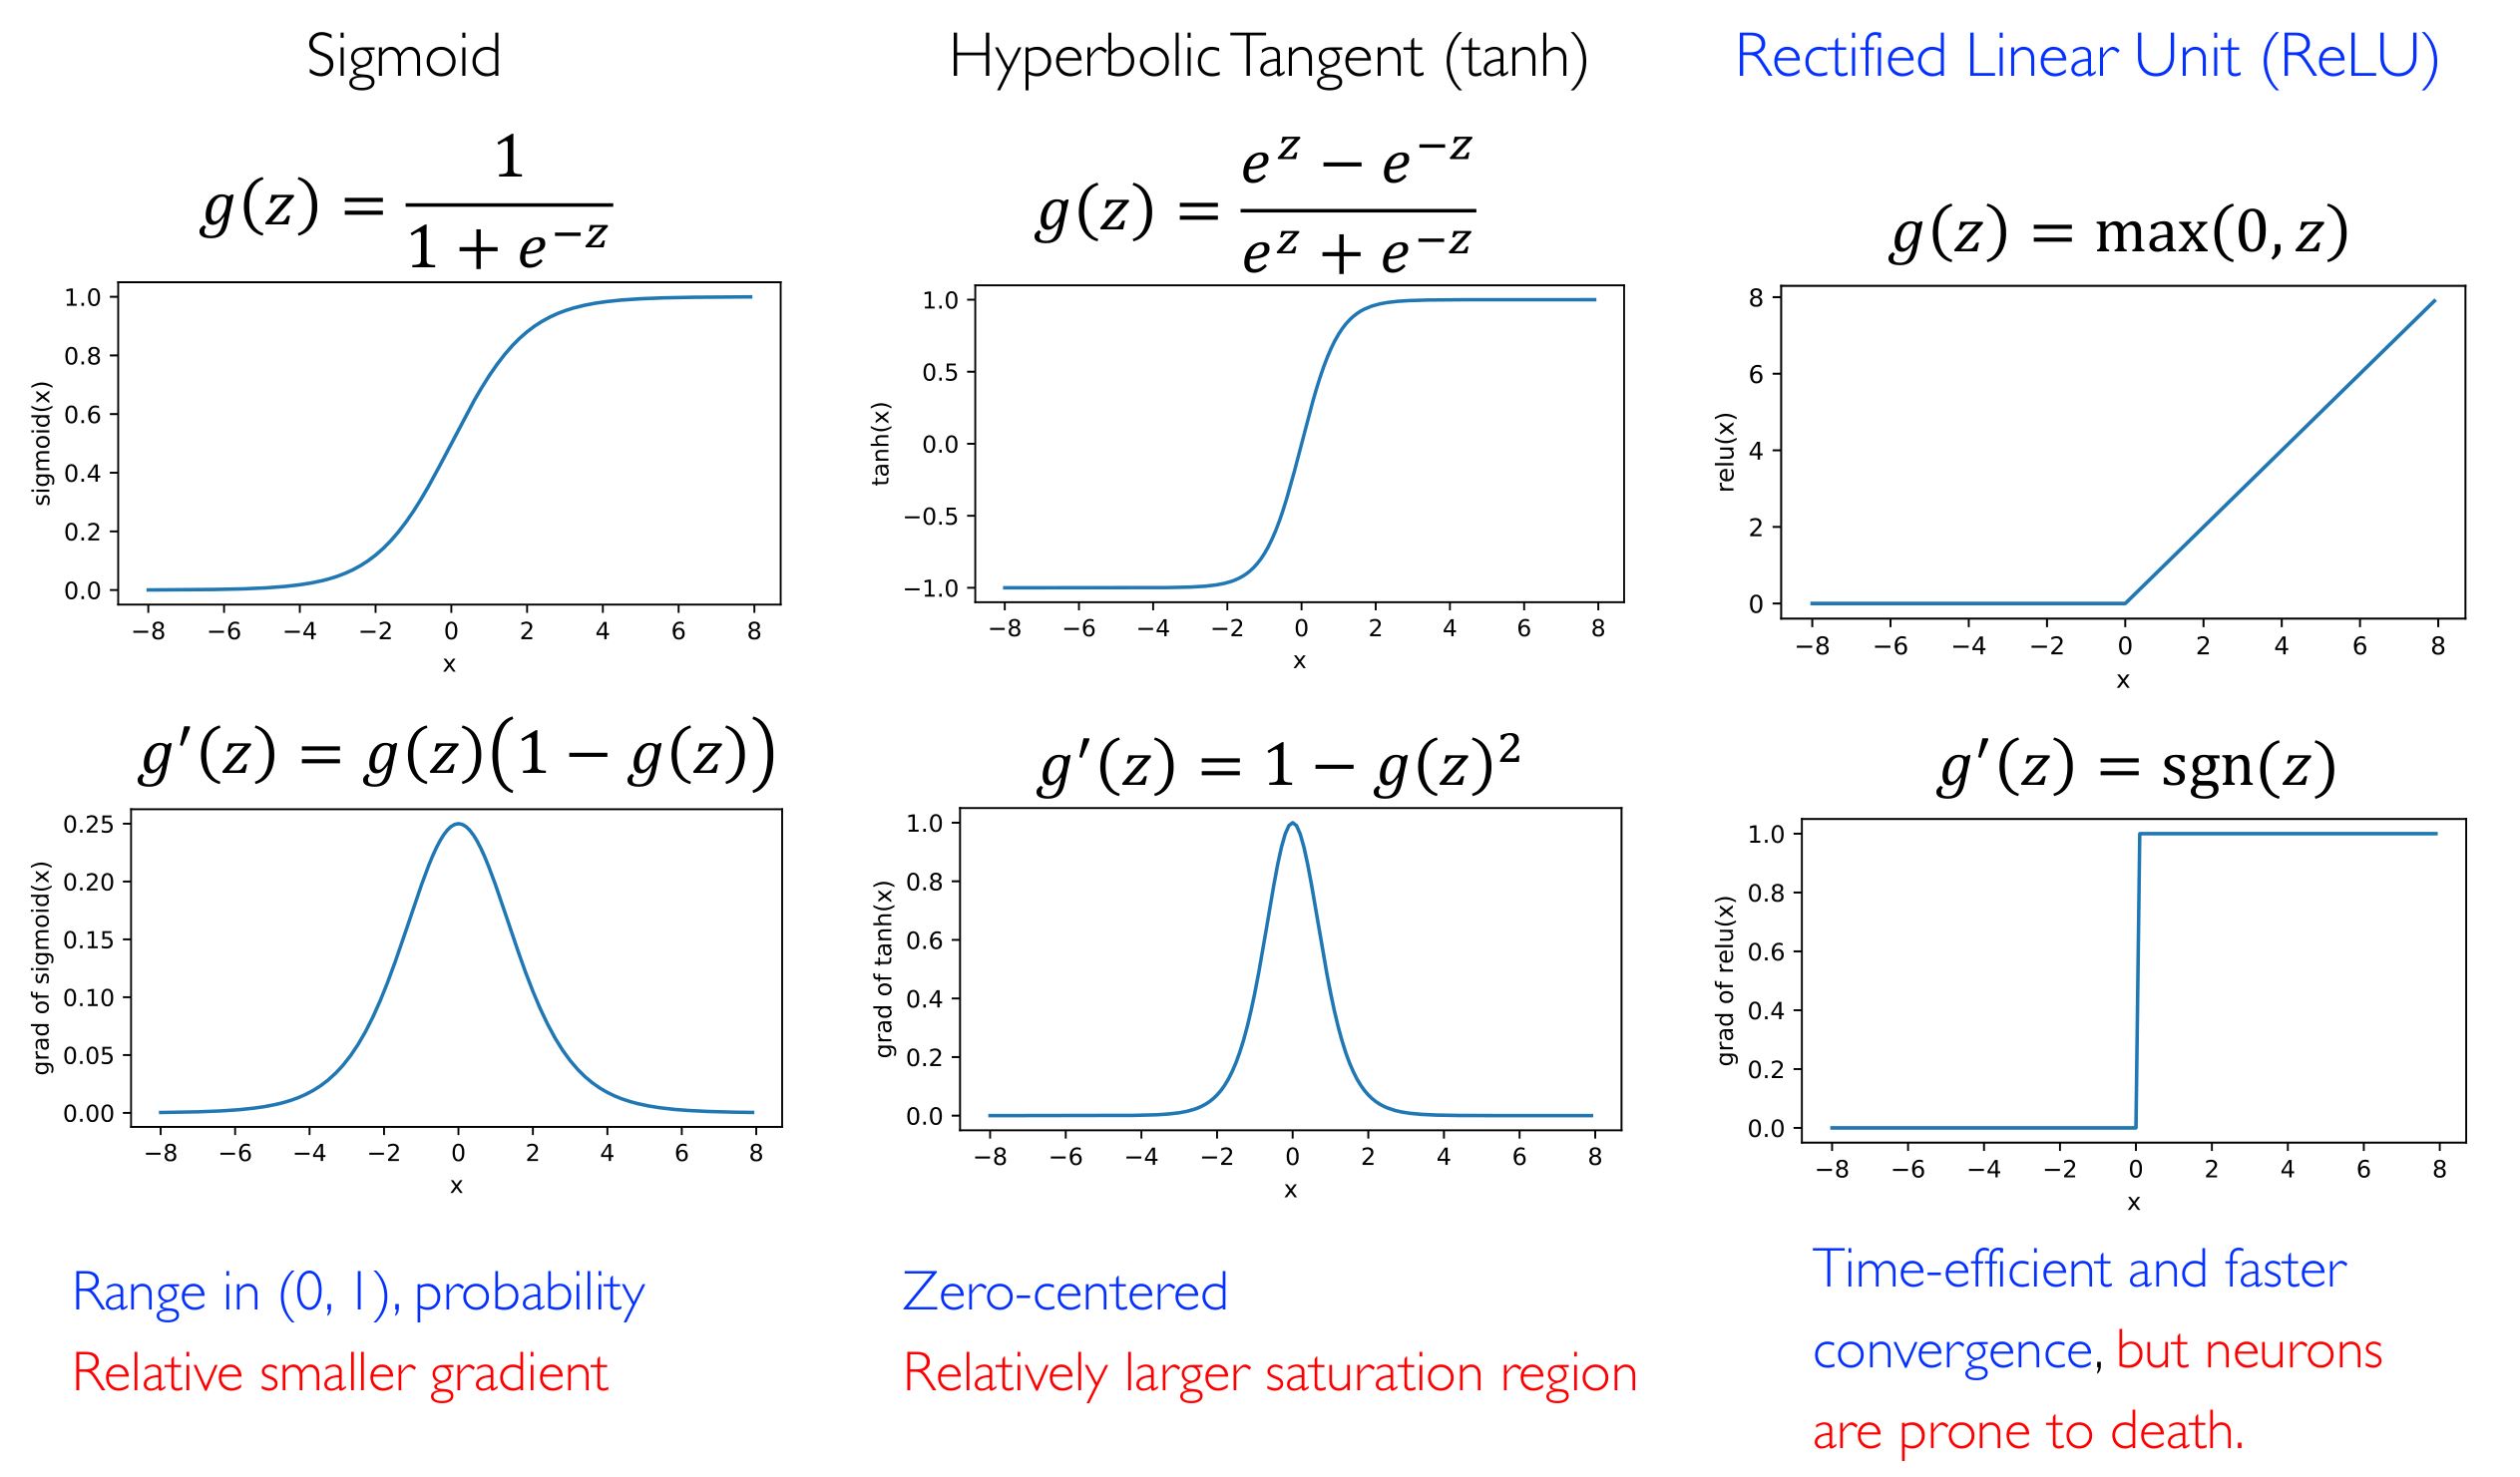 Sigmoid
g(z) = 1 / (1 + e^{−z})
1.0
0.8
0.6
0.4
0.2
0.0
sigmoid(x)
−8 −6 −4 −2 0 2 4 6 8
x
g′(z) = g(z)(1 − g(z))
0.25
0.20
0.15
0.10
0.05
0.00
grad of sigmoid(x)
−8 −6 −4 −2 0 2 4 6 8
x
Range in (0, 1), probability
Relative smaller gradient
Hyperbolic Tangent (tanh)
g(z) = (e^z − e^{−z}) / (e^z + e^{−z})
1.0
0.5
0.0
−0.5
−1.0
tanh(x)
−8 −6 −4 −2 0 2 4 6 8
x
g′(z) = 1 − g(z)²
1.0
0.8
0.6
0.4
0.2
0.0
grad of tanh(x)
−8 −6 −4 −2 0 2 4 6 8
x
Zero-centered
Relatively larger saturation region
Rectified Linear Unit (ReLU)
g(z) = max(0, z)
8
6
4
2
0
relu(x)
−8 −6 −4 −2 0 2 4 6 8
x
g′(z) = sgn(z)
1.0
0.8
0.6
0.4
0.2
0.0
grad of relu(x)
−8 −6 −4 −2 0 2 4 6 8
x
Time-efficient and faster
convergence, but neurons
are prone to death.